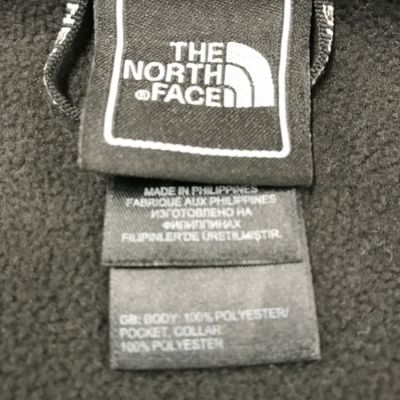 THE
NORTH
FACE
MADE IN PHILIPPINES
FABRIQUE AUX PHILIPPINES
ИЗГОТОВЛЕНО НА
ФИЛИППИНАХ
FILIPINLER'DE ÜRETILMIŞTIR.
GB: BODY: 100% POLYESTER/
POCKET, COLLAR:
100% POLYESTER